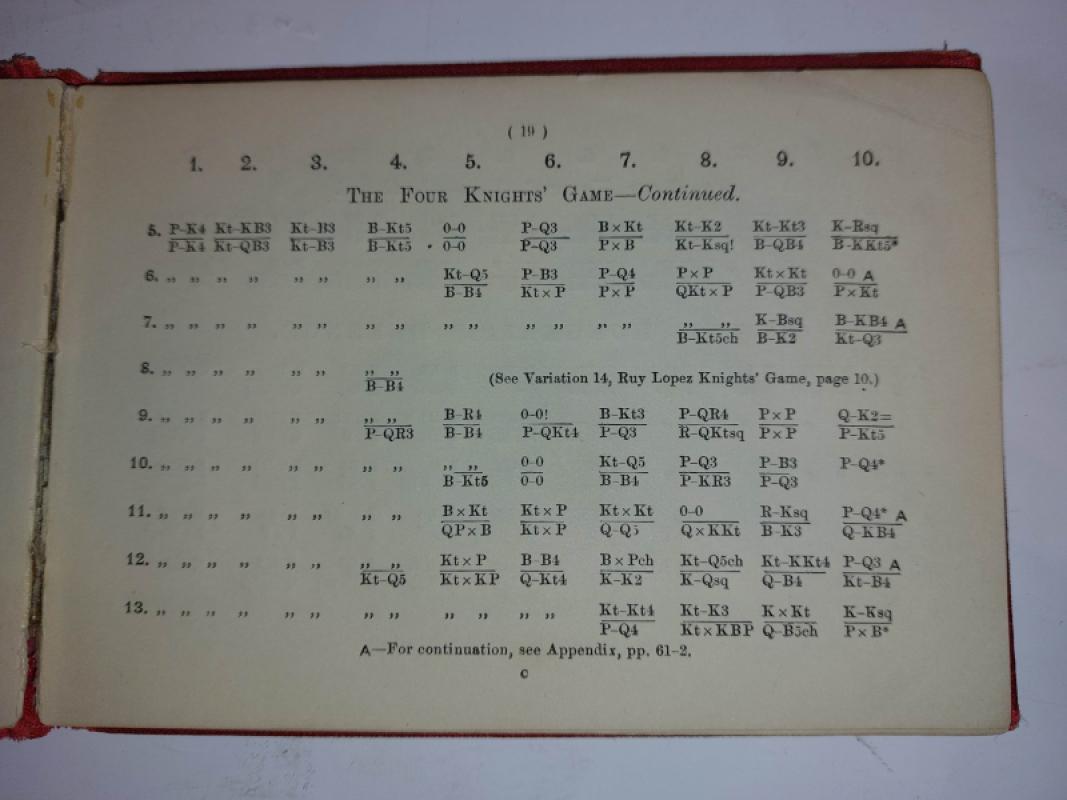 ( 19 )
1. 2. 3. 4. 5. 6. 7. 8. 9. 10.
THE FOUR KNIGHTS' GAME—Continued.
5. P-K4 Kt-KB3 Kt-B3 B-Kt5 0-0 P-Q3 B×Kt Kt-K2 Kt-Kt3 K-Rsq
P-K4 Kt-QB3 Kt-B3 B-Kt5 0-0 P-Q3 P×B Kt-Ksq! B-QB4 B-KKt5*
6. „ „ „ „ „ „ „ „ Kt-Q5 P-B3 P-Q4 P×P Kt×Kt 0-0 A
B-B4 Kt×P P×P QKt×P P-QB3 P×Kt
7. „ „ „ „ „ „ „ „ „ „ „ „ „ „ „ „ K-Bsq B-KB4 A
B-Kt5ch B-K2 Kt-Q3
8. „ „ „ „ „ „ „ „
B-B4 (See Variation 14, Ruy Lopez Knights' Game, page 10.)
9. „ „ „ „ „ „ „ „ B-R4 0-0! B-Kt3 P-QR4 P×P Q-K2=
P-QR3 B-B4 P-QKt4 P-Q3 R-QKtsq P×P P-Kt5
10. „ „ „ „ „ „ „ „ „ „ 0-0 Kt-Q5 P-Q3 P-B3 P-Q4*
B-Kt5 0-0 B-B4 P-KR3 P-Q3
11. „ „ „ „ „ „ „ „ B×Kt Kt×P Kt×Kt 0-0 R-Ksq P-Q4* A
QP×B Kt×P Q-Q5 Q×KKt B-K3 Q-KB4
12. „ „ „ „ „ „ „ „ Kt×P B-B4 B×Pch Kt-Q5ch Kt-KKt4 P-Q3 A
Kt-Q5 Kt×KP Q-Kt4 K-K2 K-Qsq Q-B4 Kt-B4
13. „ „ „ „ „ „ „ „ „ „ „ „ Kt-Kt4 Kt-K3 K×Kt K-Ksq
P-Q4 Kt×KBP Q-B5ch P×B*
A—For continuation, see Appendix, pp. 61-2.
C